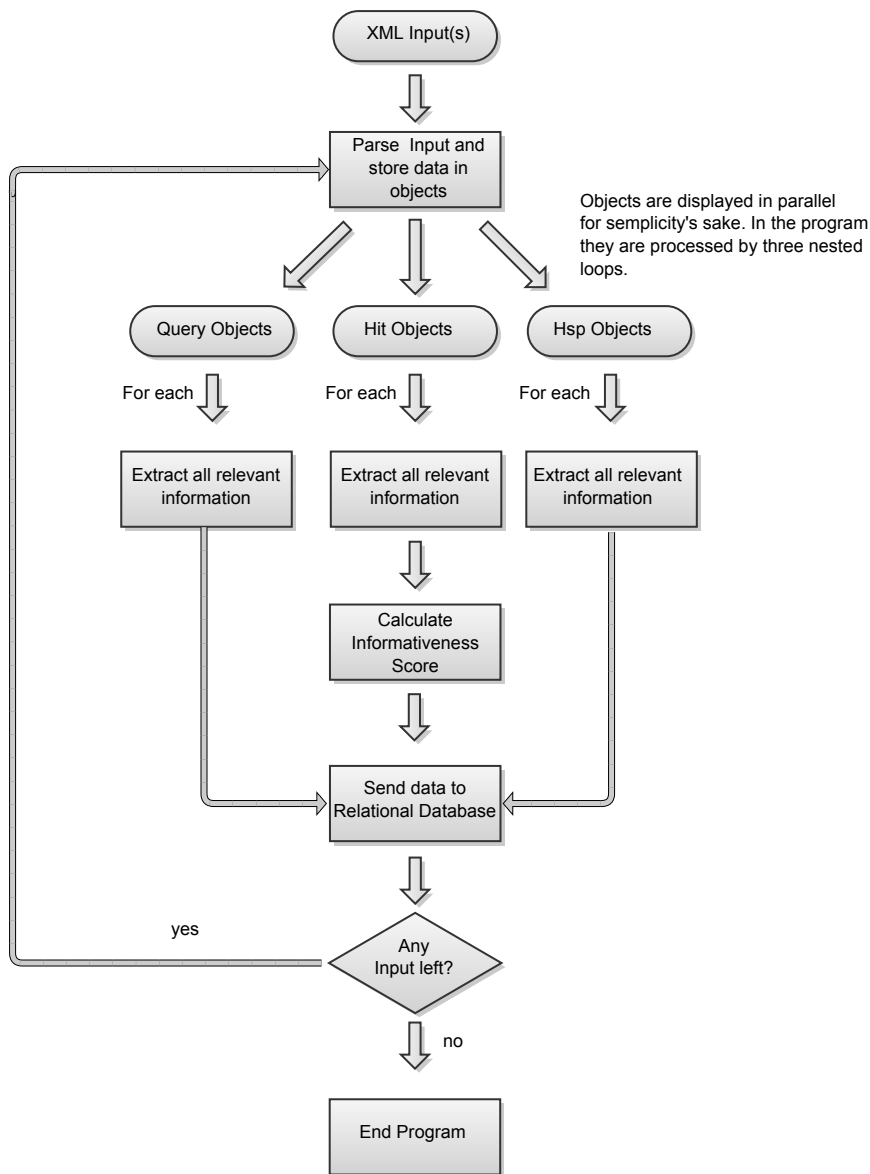 XML Input(s)
Parse Input and
store data in
objects
Objects are displayed in parallel
for semplicity's sake. In the program
they are processed by three nested
loops.
Query Objects
Hit Objects
Hsp Objects
For each
For each
For each
Extract all relevant
information
Extract all relevant
information
Extract all relevant
information
Calculate
Informativeness
Score
Send data to
Relational Database
yes
Any
Input left?
no
End Program